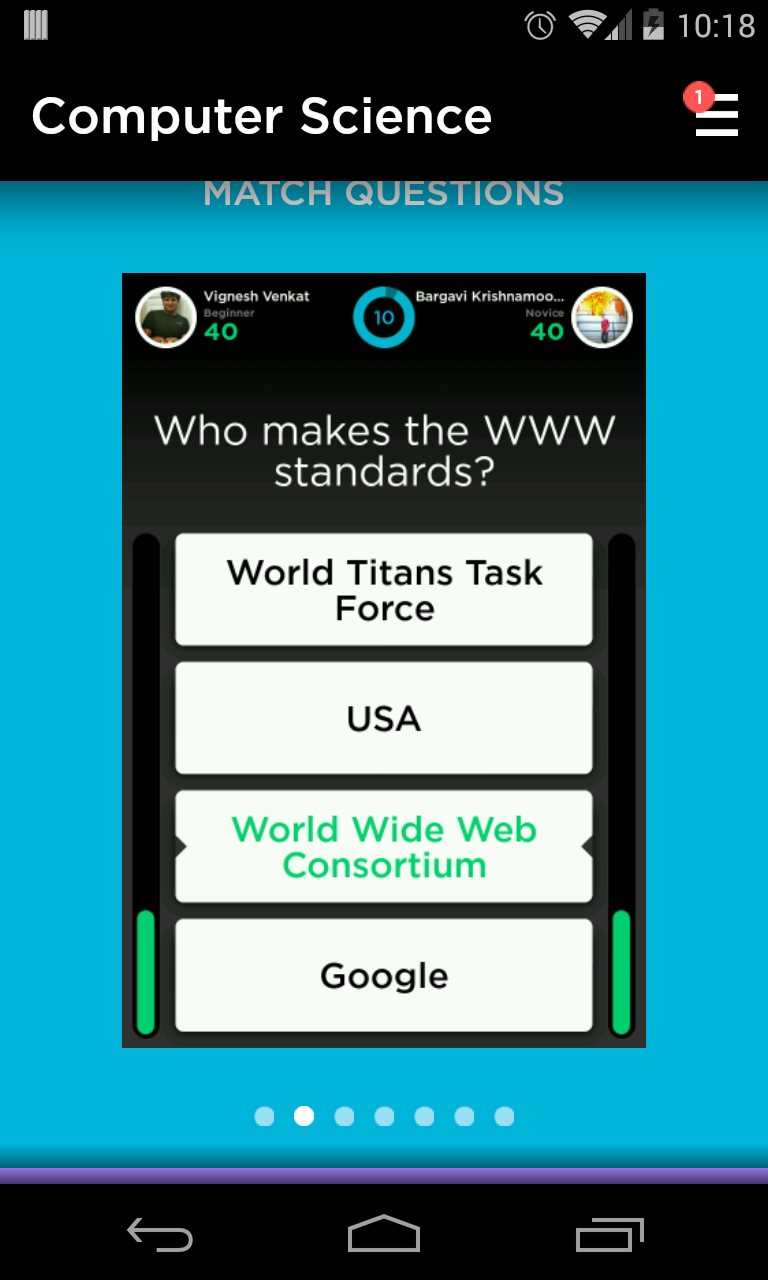 10:18
Computer Science
1
MATCH QUESTIONS
Vignesh Venkat
Beginner
40
10
Bargavi Krishnamoo...
Novice
40
Who makes the WWW
standards?
World Titans Task
Force
USA
World Wide Web
Consortium
Google